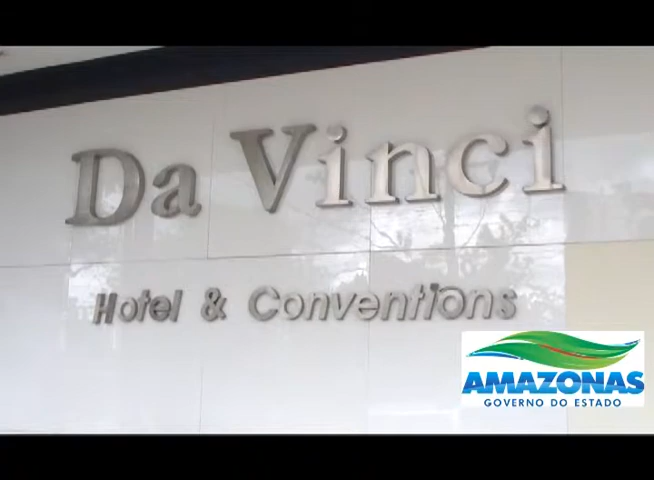 Da Vinci
Hotel & Conventions
AMAZONAS
GOVERNO DO ESTADO